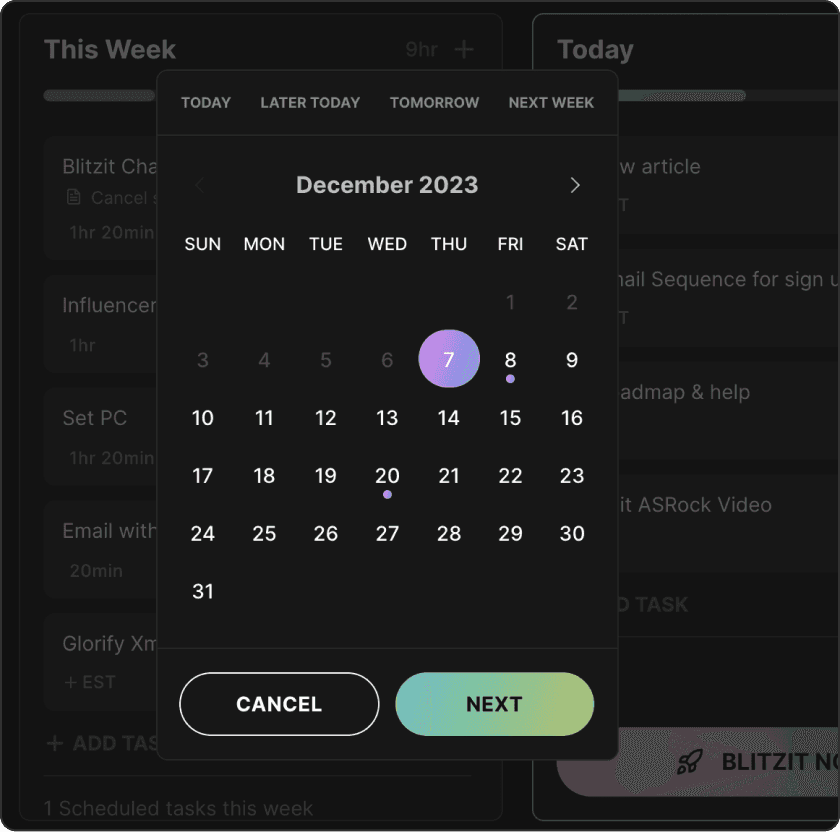 This Week
9hr +
Today
TODAY LATER TODAY TOMORROW NEXT WEEK
December 2023
SUN MON TUE WED THU FRI SAT
1 2
3 4 5 6 7 8 9
10 11 12 13 14 15 16
17 18 19 20 21 22 23
24 25 26 27 28 29 30
31
CANCEL NEXT
Blitzit Cha
Cancel s
1hr 20min
Influencer
1hr
Set PC
1hr 20min
Email with
20min
Glorify Xm
+ EST
+ ADD TAS
1 Scheduled tasks this week
w article
T
ail Sequence for sign u
T
admap & help
it ASRock Video
D TASK
BLITZIT NO